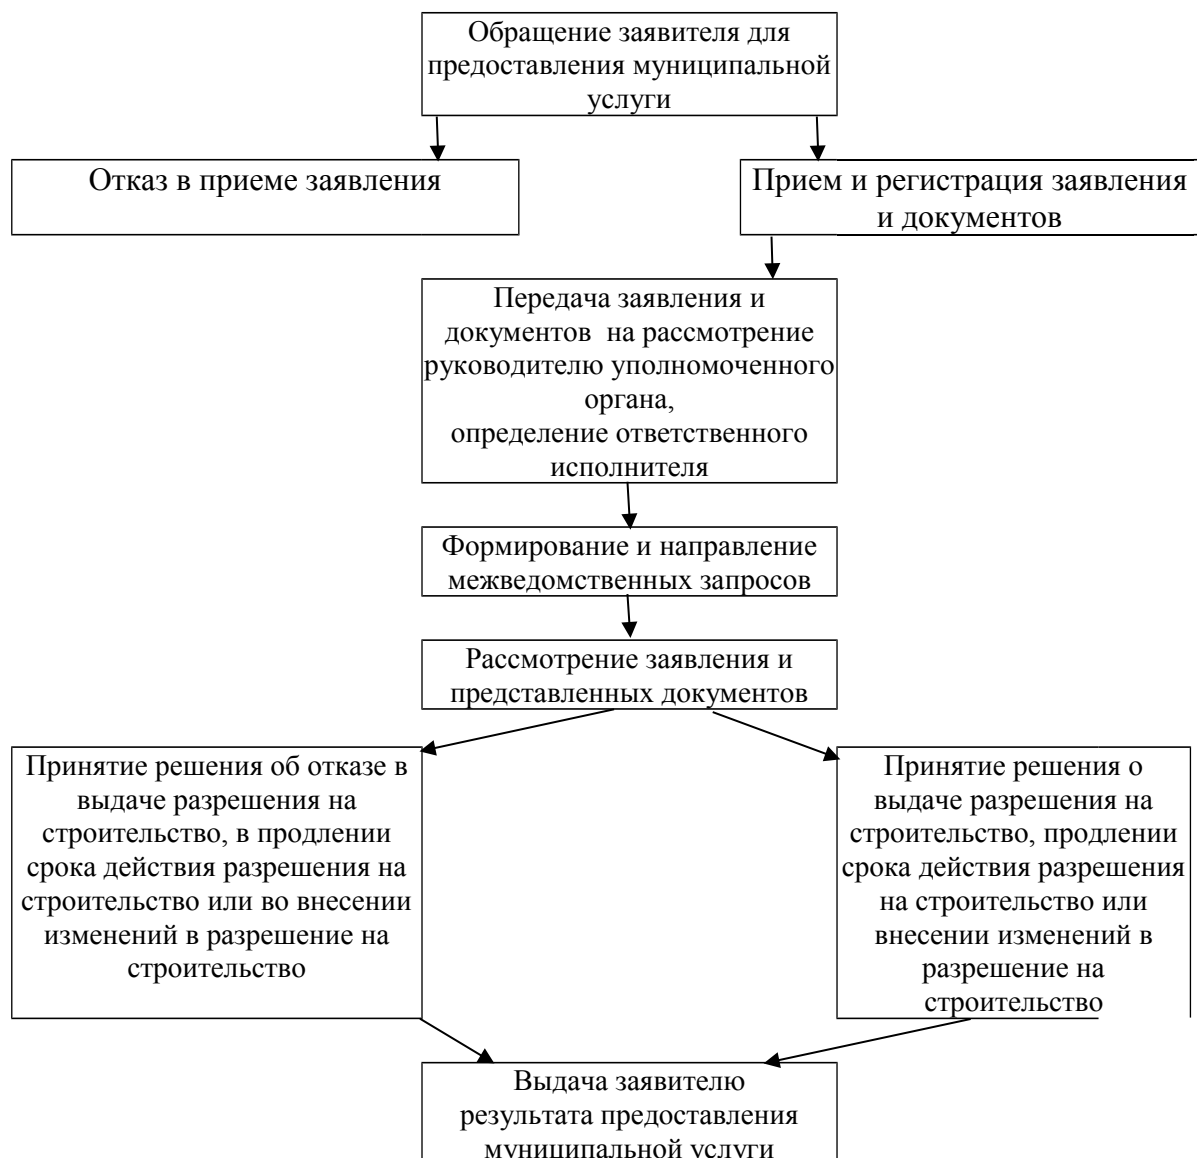 Обращение заявителя для
предоставления муниципальной
услуги
Отказ в приеме заявления
Прием и регистрация заявления
и документов
Передача заявления и
документов  на рассмотрение
руководителю уполномоченного
органа,
определение ответственного
исполнителя
Формирование и направление
межведомственных запросов
Рассмотрение заявления и
представленных документов
Принятие решения об отказе в
выдаче разрешения на
строительство, в продлении
срока действия разрешения на
строительство или во внесении
изменений в разрешение на
строительство
Принятие решения о
выдаче разрешения на
строительство, продлении
срока действия разрешения
на строительство или
внесении изменений в
разрешение на
строительство
Выдача заявителю
результата предоставления
муниципальной услуги